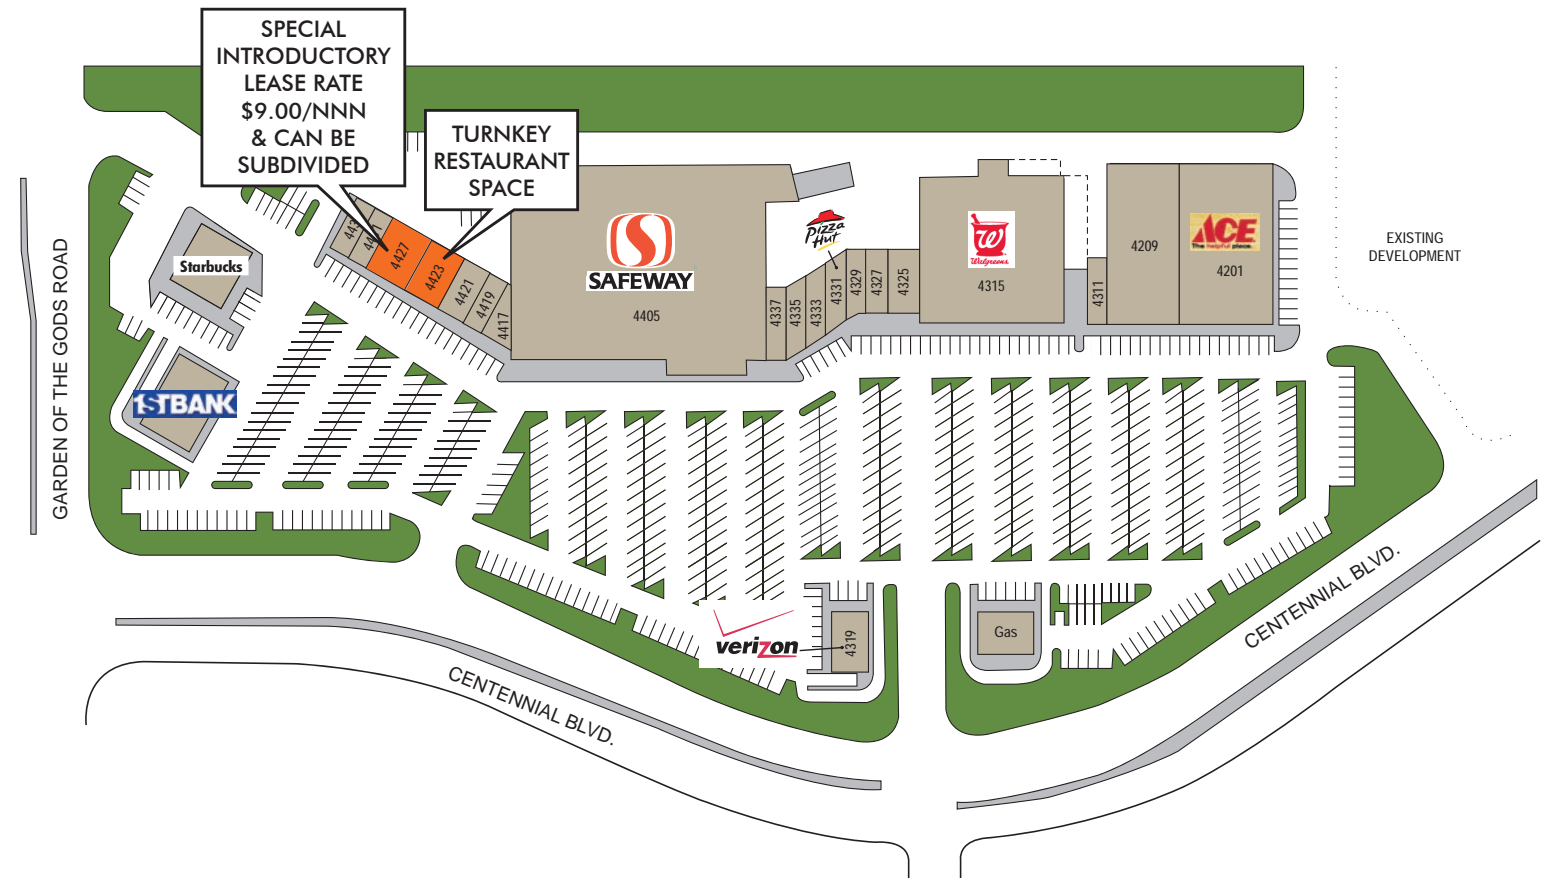 SPECIAL
INTRODUCTORY
LEASE RATE
$9.00/NNN
& CAN BE
SUBDIVIDED
TURNKEY
RESTAURANT
SPACE
4427
4423
4421
4419
4417
SAFEWAY
4405
Pizza
Hut
4337
4335
4333
4331
4329
4327
4325
W
Walgreens
4315
4311
4209
ACE
The helpful place.
4201
EXISTING
DEVELOPMENT
Starbucks
1STBANK
GARDEN OF THE GODS ROAD
verizon
4319
Gas
CENTENNIAL BLVD.
CENTENNIAL BLVD.